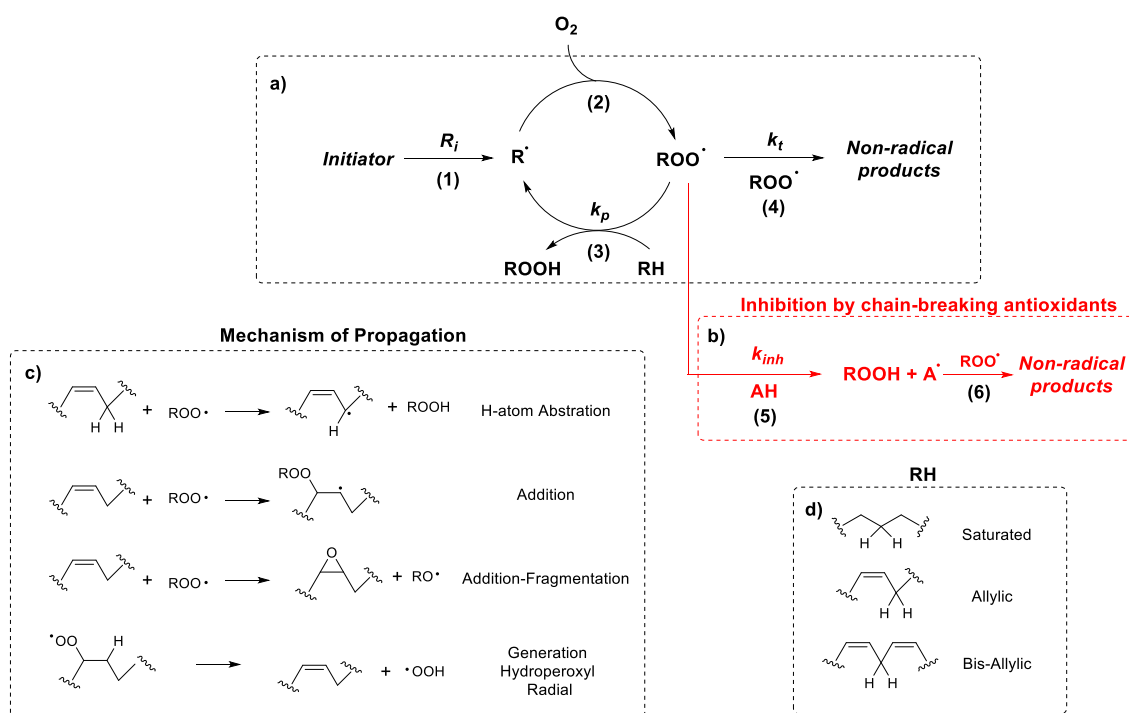 O2
a)
(2)
Initiator
Ri
(1)
R•
ROO•
kt
ROO•
(4)
Non-radical
products
kp
(3)
ROOH
RH
Inhibition by chain-breaking antioxidants
b)
kinh
AH
(5)
ROOH + A•
ROO•
(6)
Non-radical
products
Mechanism of Propagation
c)
H
H
+
ROO•
•
H
+ ROOH
H-atom Abstration
+
ROO•
ROO
•
Addition
+
ROO•
O
+ RO•
Addition-Fragmentation
•OO
H
+ •OOH
Generation
Hydroperoxyl
Radial
RH
d)
H
H
Saturated
H
H
Allylic
H
H
Bis-Allylic